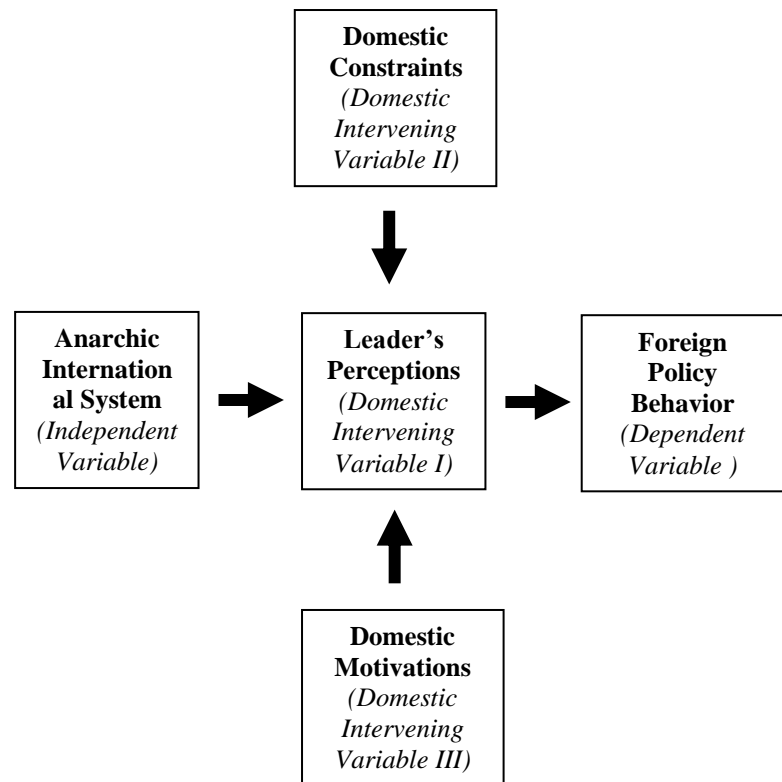 Domestic
Constraints
(Domestic
Intervening
Variable II)
Anarchic
Internation
al System
(Independent
Variable)
Leader’s
Perceptions
(Domestic
Intervening
Variable I)
Foreign
Policy
Behavior
(Dependent
Variable )
Domestic
Motivations
(Domestic
Intervening
Variable III)